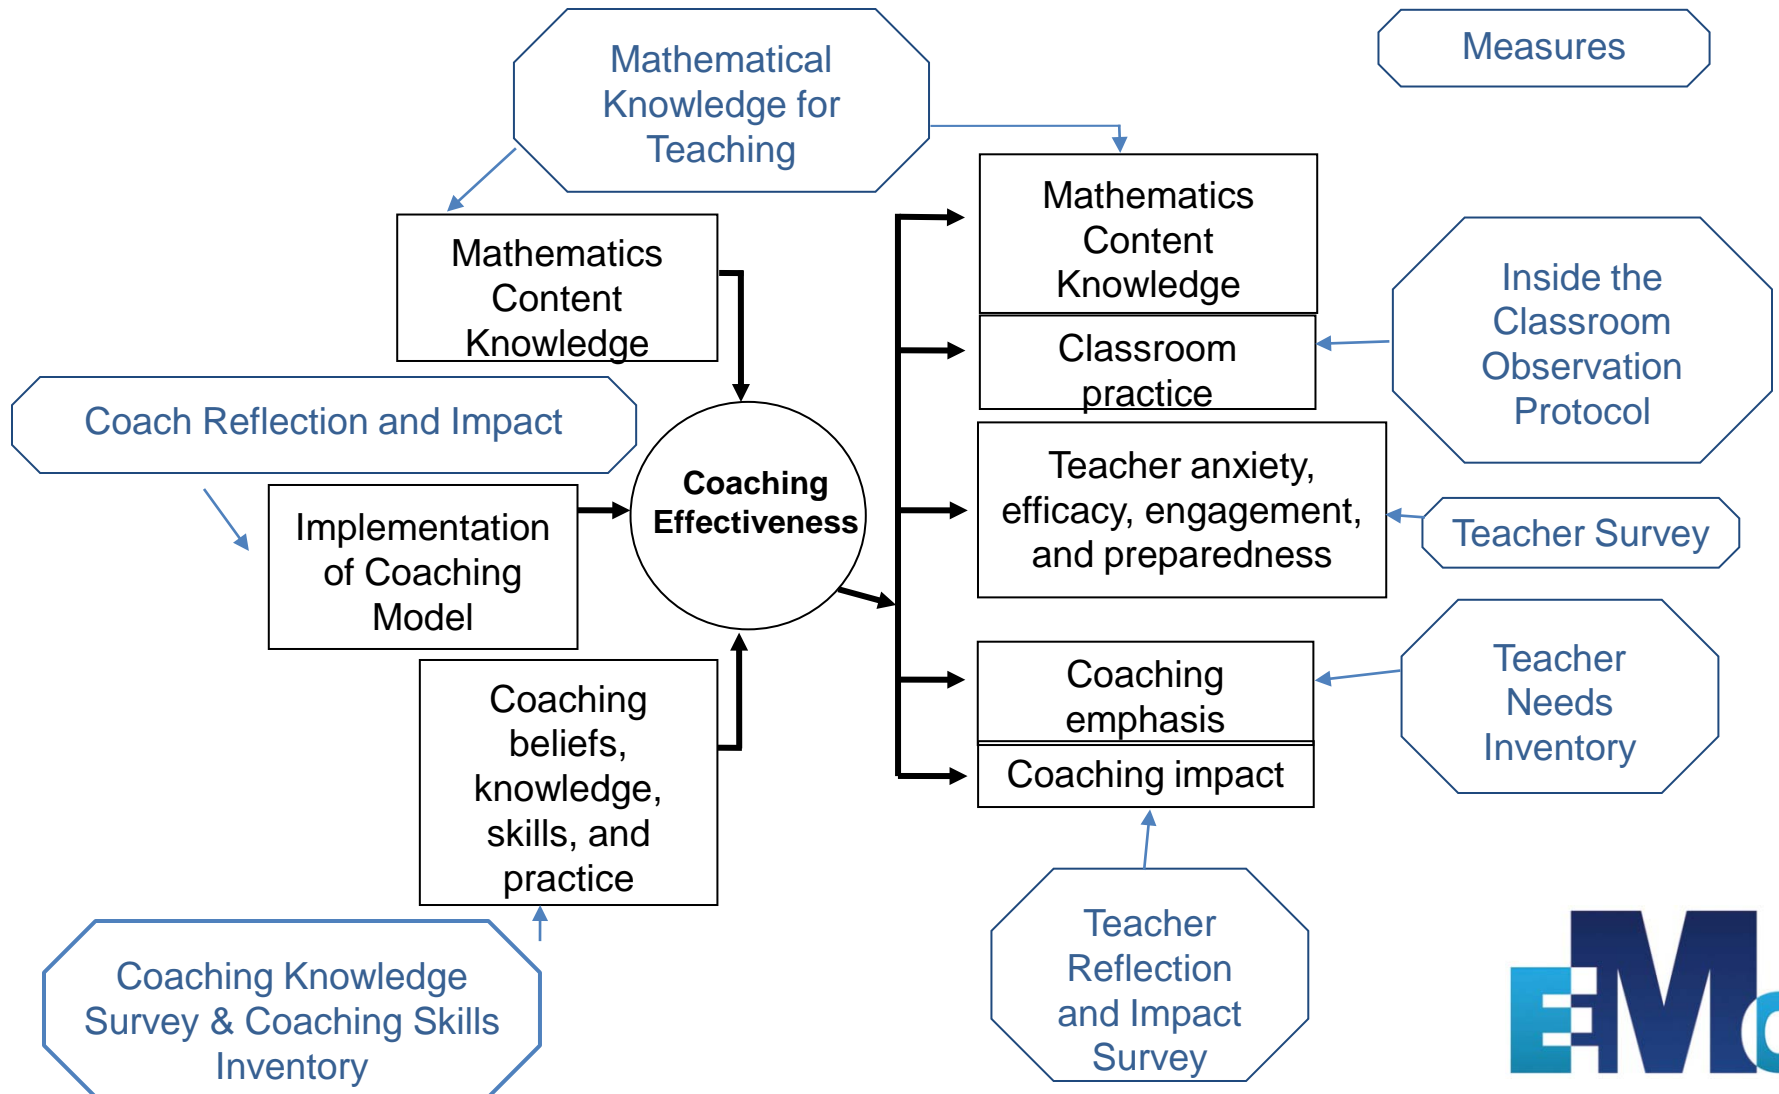 Mathematical
Knowledge for
Teaching
Measures
Mathematics
Content
Knowledge
Mathematics
Content
Knowledge
Classroom
practice
Inside the
Classroom
Observation
Protocol
Coach Reflection and Impact
Coaching
Effectiveness
Teacher anxiety,
efficacy, engagement,
and preparedness
Teacher Survey
Implementation
of Coaching
Model
Coaching
beliefs,
knowledge,
skills, and
practice
Coaching
emphasis
Coaching impact
Teacher
Needs
Inventory
Coaching Knowledge
Survey & Coaching Skills
Inventory
Teacher
Reflection
and Impact
Survey
EM